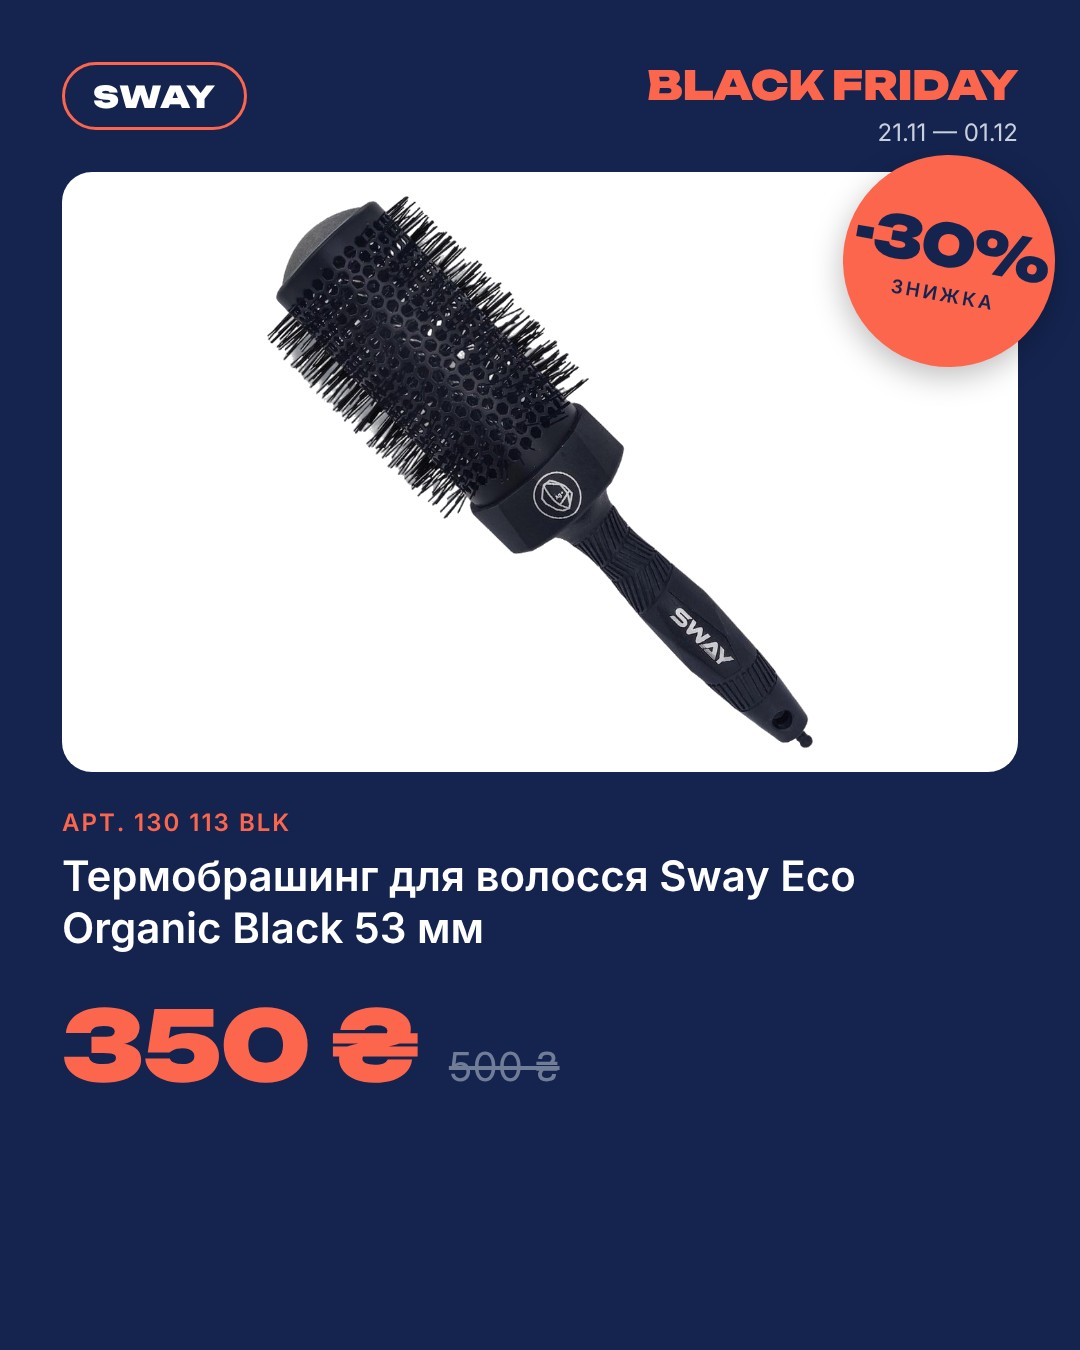 SWAY
BLACK FRIDAY
21.11 — 01.12
-30%
ЗНИЖКА
SWAY
АРТ. 130 113 BLK
Термобрашинг для волосся Sway Eco
Organic Black 53 мм
350 ₴
500 ₴